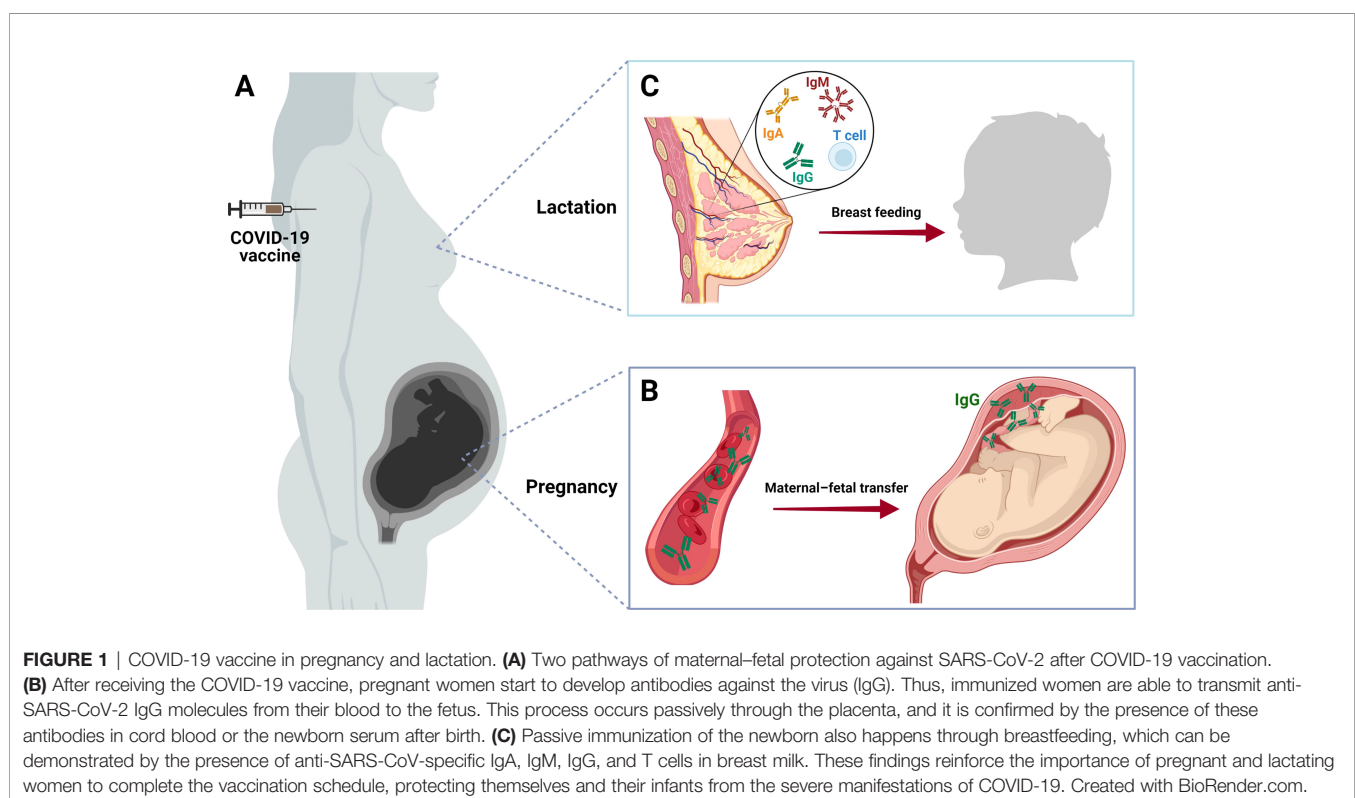 A
COVID-19
vaccine
Lactation
C
IgM
IgA
T cell
IgG
Breast feeding
Pregnancy
B
Maternal–fetal transfer
IgG
FIGURE 1 | COVID-19 vaccine in pregnancy and lactation. (A) Two pathways of maternal–fetal protection against SARS-CoV-2 after COVID-19 vaccination.
(B) After receiving the COVID-19 vaccine, pregnant women start to develop antibodies against the virus (IgG). Thus, immunized women are able to transmit anti-
SARS-CoV-2 IgG molecules from their blood to the fetus. This process occurs passively through the placenta, and it is confirmed by the presence of these
antibodies in cord blood or the newborn serum after birth. (C) Passive immunization of the newborn also happens through breastfeeding, which can be
demonstrated by the presence of anti-SARS-CoV-specific IgA, IgM, IgG, and T cells in breast milk. These findings reinforce the importance of pregnant and lactating
women to complete the vaccination schedule, protecting themselves and their infants from the severe manifestations of COVID-19. Created with BioRender.com.